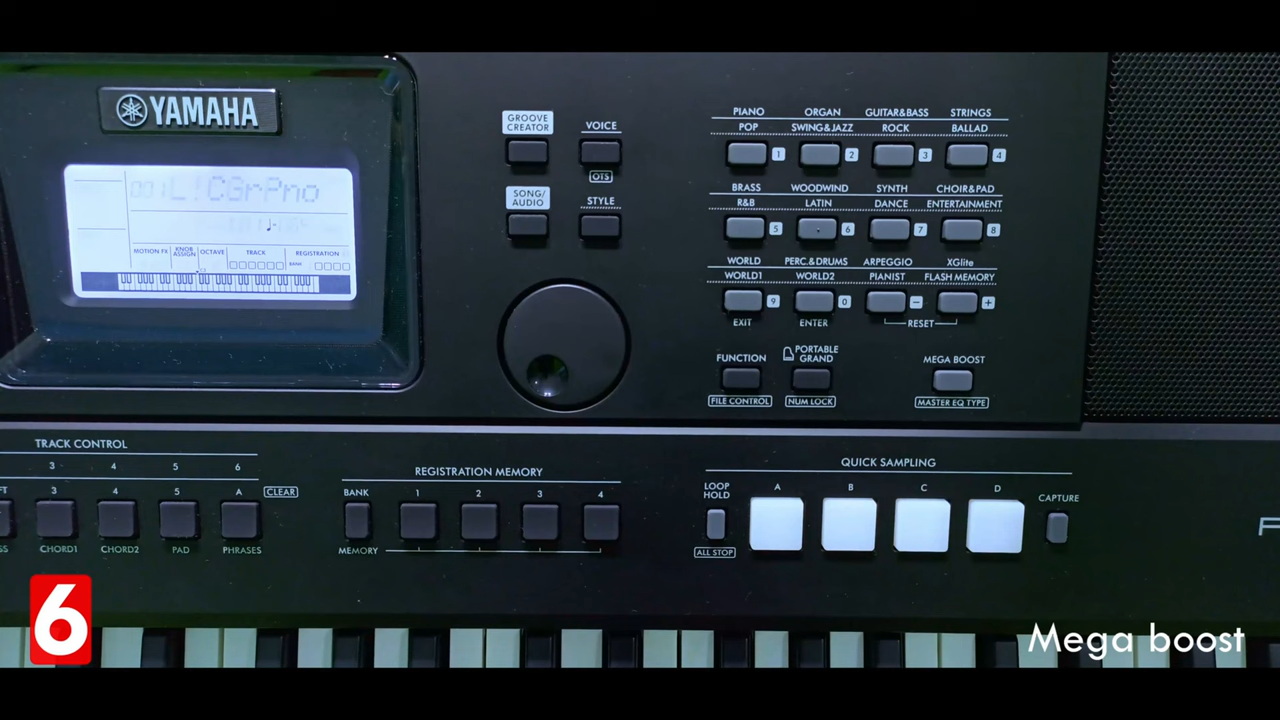 YAMAHA
001 L!CGrPno
MOTION FX
KNOB
ASSIGN
OCTAVE
TRACK
REGISTRATION
BANK
GROOVE
CREATOR
VOICE
OTS
SONG/
AUDIO
STYLE
PIANO ORGAN GUITAR&BASS STRINGS
POP SWING&JAZZ ROCK BALLAD
1 2 3 4
BRASS WOODWIND SYNTH CHOIR&PAD
R&B LATIN DANCE ENTERTAINMENT
5 6 7 8
WORLD PERC.&DRUMS ARPEGGIO XGlite
WORLD1 WORLD2 PIANIST FLASH MEMORY
9 0 − +
EXIT ENTER RESET
FUNCTION
PORTABLE
GRAND
MEGA BOOST
FILE CONTROL NUM LOCK MASTER EQ TYPE
TRACK CONTROL
3 4 5 6
3 4 5 A CLEAR
CHORD1 CHORD2 PAD PHRASES
REGISTRATION MEMORY
BANK 1 2 3 4
MEMORY
QUICK SAMPLING
LOOP
HOLD
A B C D
CAPTURE
ALL STOP
6
Mega boost